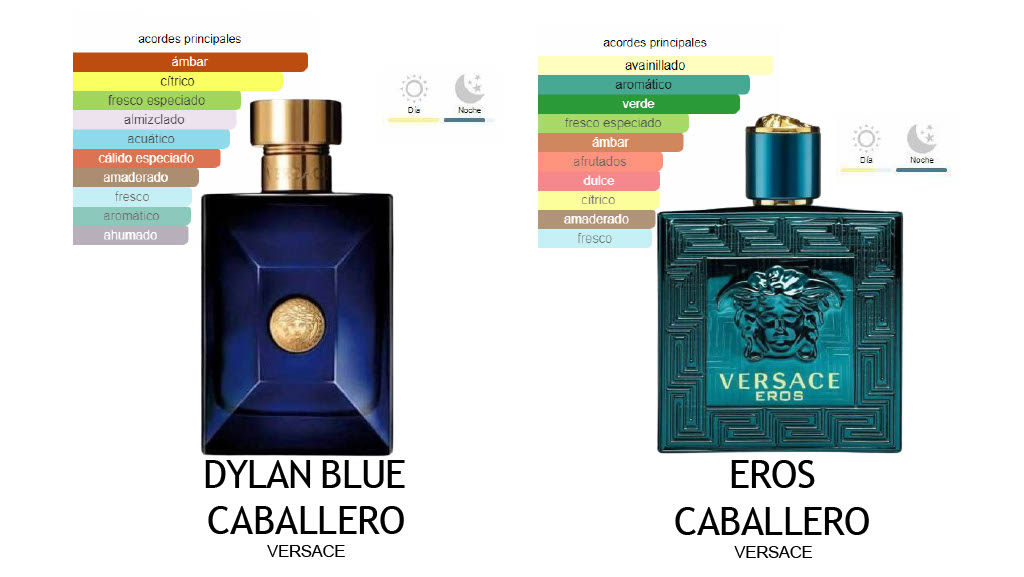 acordes principales
ámbar
cítrico
fresco especiado
almizclado
acuático
cálido especiado
amaderado
fresco
aromático
ahumado
Día
Noche
DYLAN BLUE
CABALLERO
VERSACE
acordes principales
avainillado
aromático
verde
fresco especiado
ámbar
afrutados
dulce
cítrico
amaderado
fresco
Día
Noche
VERSACE
EROS
EROS
CABALLERO
VERSACE